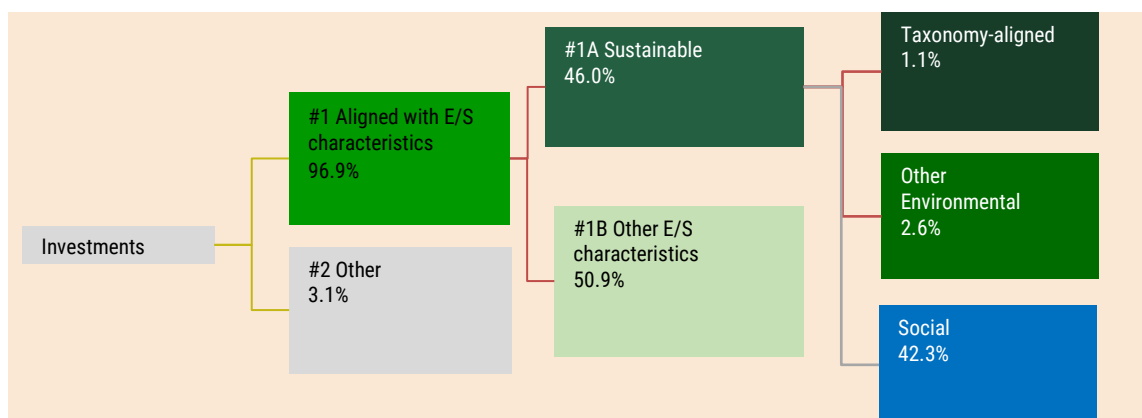 Investments
#1 Aligned with E/S
characteristics
96.9%
#2 Other
3.1%
#1A Sustainable
46.0%
#1B Other E/S
characteristics
50.9%
Taxonomy-aligned
1.1%
Other
Environmental
2.6%
Social
42.3%